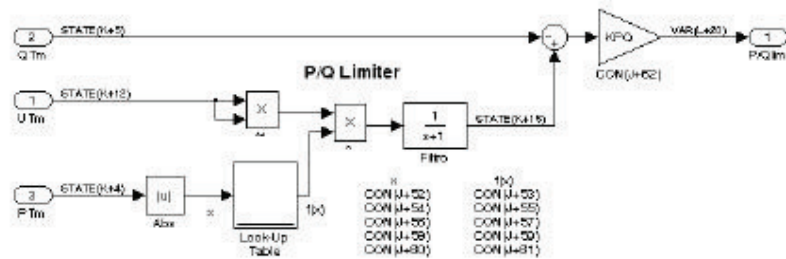 2
Q Tm
STATE(K+5)
KPQ
CON(J+62)
VAR(L+20)
1
P/Qlim
P/Q Limiter
1
U Tm
STATE(K+12)
X
X
1
s+1
Filtro
STATE(K+15)
3
P Tm
STATE(K+4)
|u|
Abs
x
Look-Up
Table
f(x)
x
CON(J+52)
CON(J+54)
CON(J+56)
CON(J+58)
CON(J+60)
f(x)
CON(J+53)
CON(J+55)
CON(J+57)
CON(J+59)
CON(J+61)